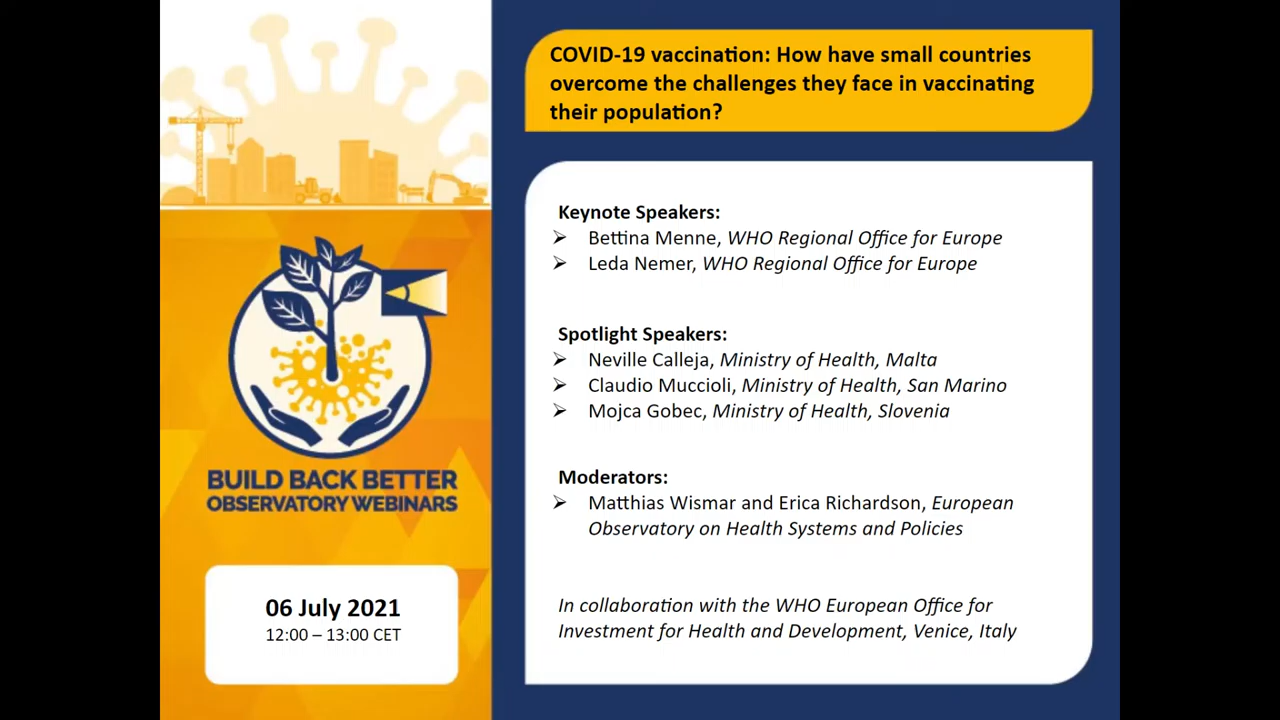 COVID-19 vaccination: How have small countries
overcome the challenges they face in vaccinating
their population?
Keynote Speakers:
➢ Bettina Menne, WHO Regional Office for Europe
➢ Leda Nemer, WHO Regional Office for Europe
Spotlight Speakers:
➢ Neville Calleja, Ministry of Health, Malta
➢ Claudio Muccioli, Ministry of Health, San Marino
➢ Mojca Gobec, Ministry of Health, Slovenia
Moderators:
➢ Matthias Wismar and Erica Richardson, European
Observatory on Health Systems and Policies
In collaboration with the WHO European Office for
Investment for Health and Development, Venice, Italy
BUILD BACK BETTER
OBSERVATORY WEBINARS
06 July 2021
12:00 – 13:00 CET